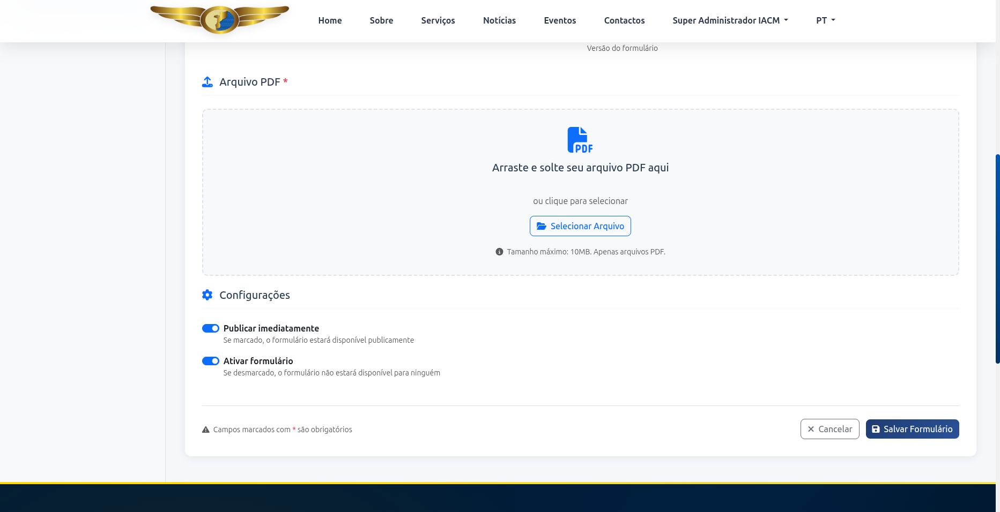 Home Sobre Serviços Notícias Eventos Contactos Super Administrador IACM PT
Versão do formulário
Arquivo PDF *
PDF
Arraste e solte seu arquivo PDF aqui
ou clique para selecionar
Selecionar Arquivo
Tamanho máximo: 10MB. Apenas arquivos PDF.
Configurações
Publicar imediatamente
Se marcado, o formulário estará disponível publicamente
Ativar formulário
Se desmarcado, o formulário não estará disponível para ninguém
Campos marcados com * são obrigatórios
Cancelar
Salvar Formulário